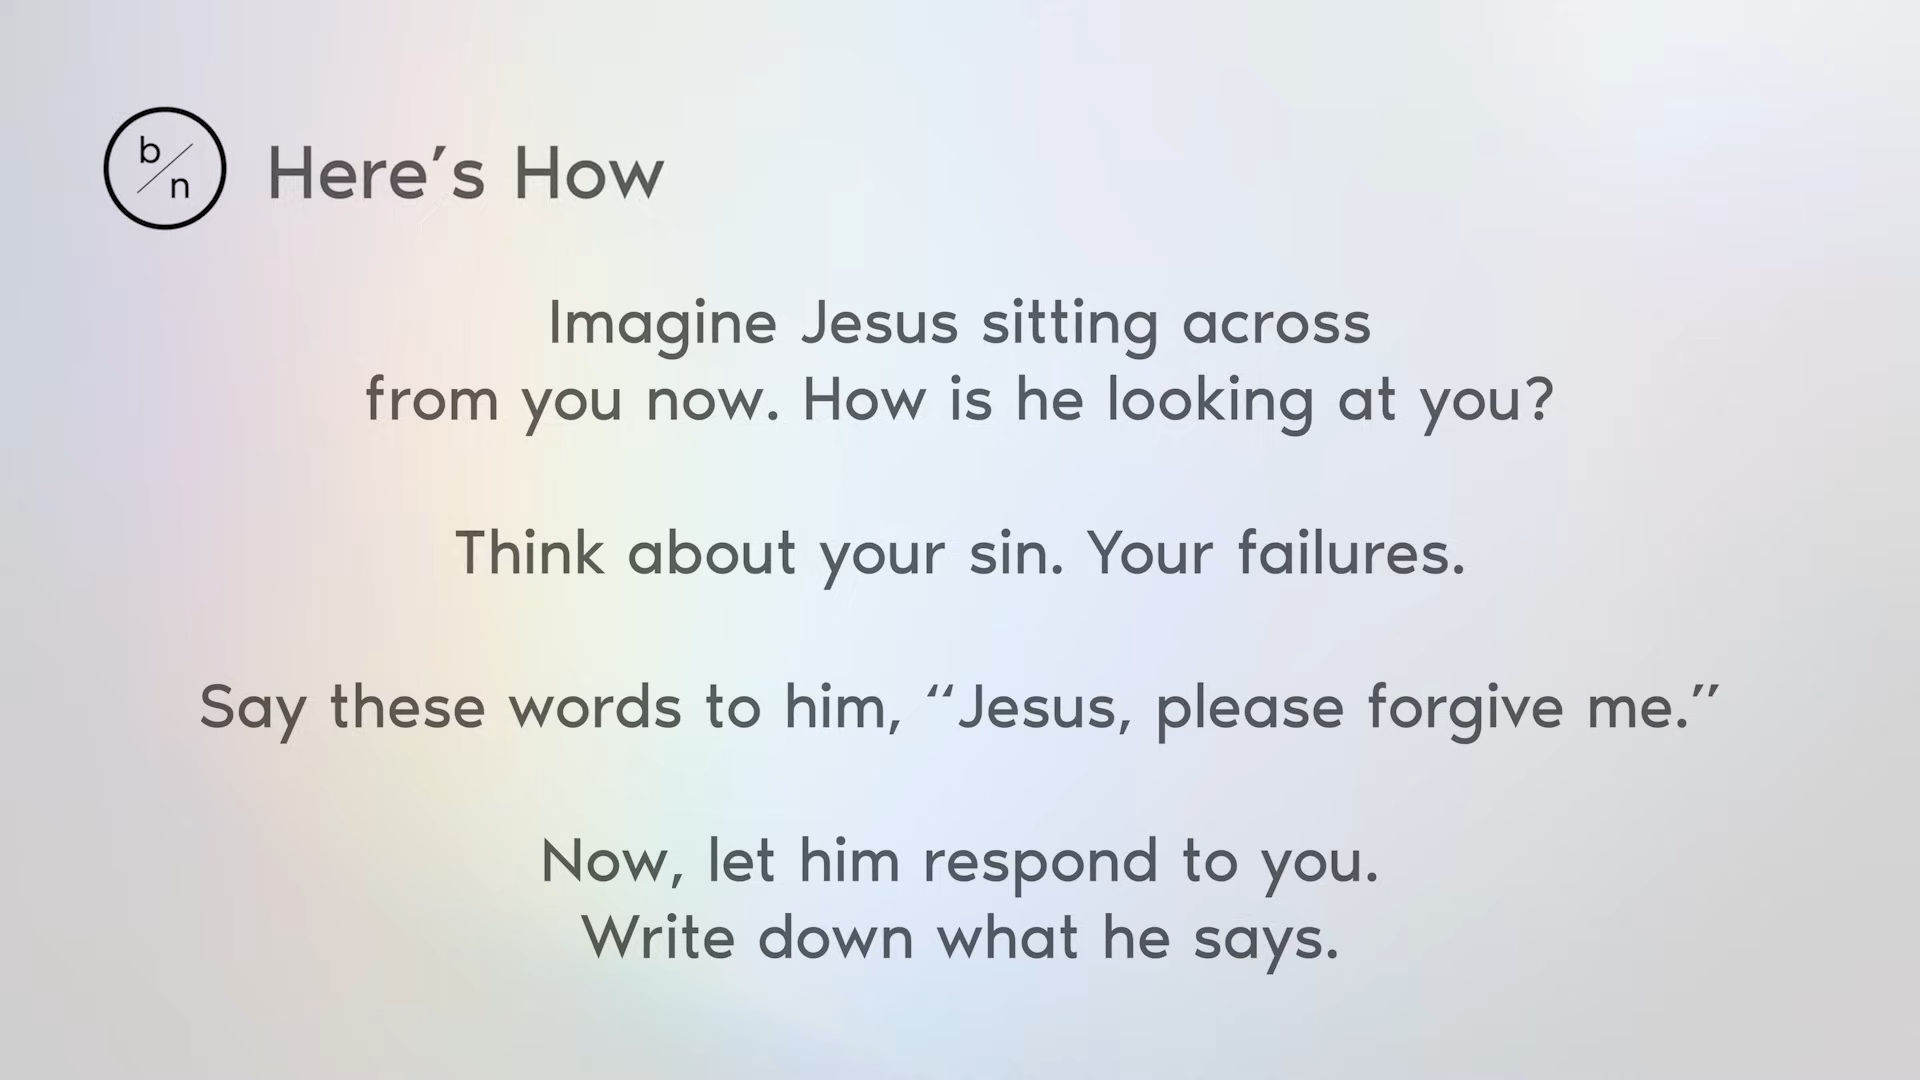 b/n
Here’s How
Imagine Jesus sitting across
from you now. How is he looking at you?
Think about your sin. Your failures.
Say these words to him, “Jesus, please forgive me.”
Now, let him respond to you.
Write down what he says.